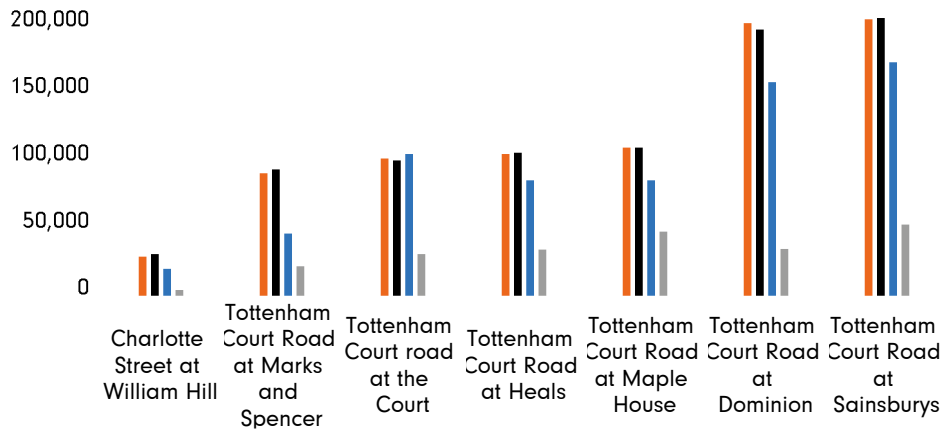 200,000
150,000
100,000
50,000
0
Charlotte
Street at
William Hill
Tottenham
Court Road
at Marks
and
Spencer
Tottenham
Court road
at the
Court
Tottenham
Court Road
at Heals
Tottenham
Court Road
at Maple
House
Tottenham
Court Road
at
Dominion
Tottenham
Court Road
at
Sainsburys